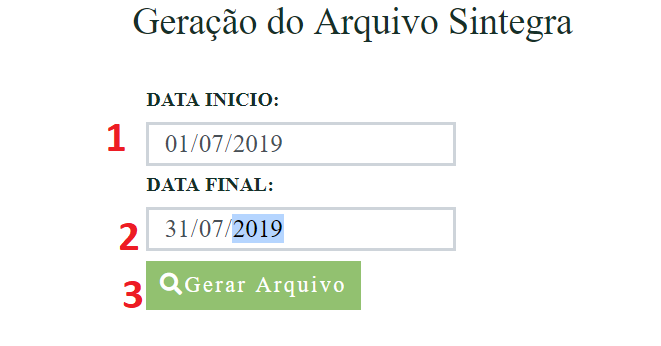 Geração do Arquivo Sintegra
DATA INICIO:
1 01/07/2019
DATA FINAL:
2 31/07/2019
3 Gerar Arquivo